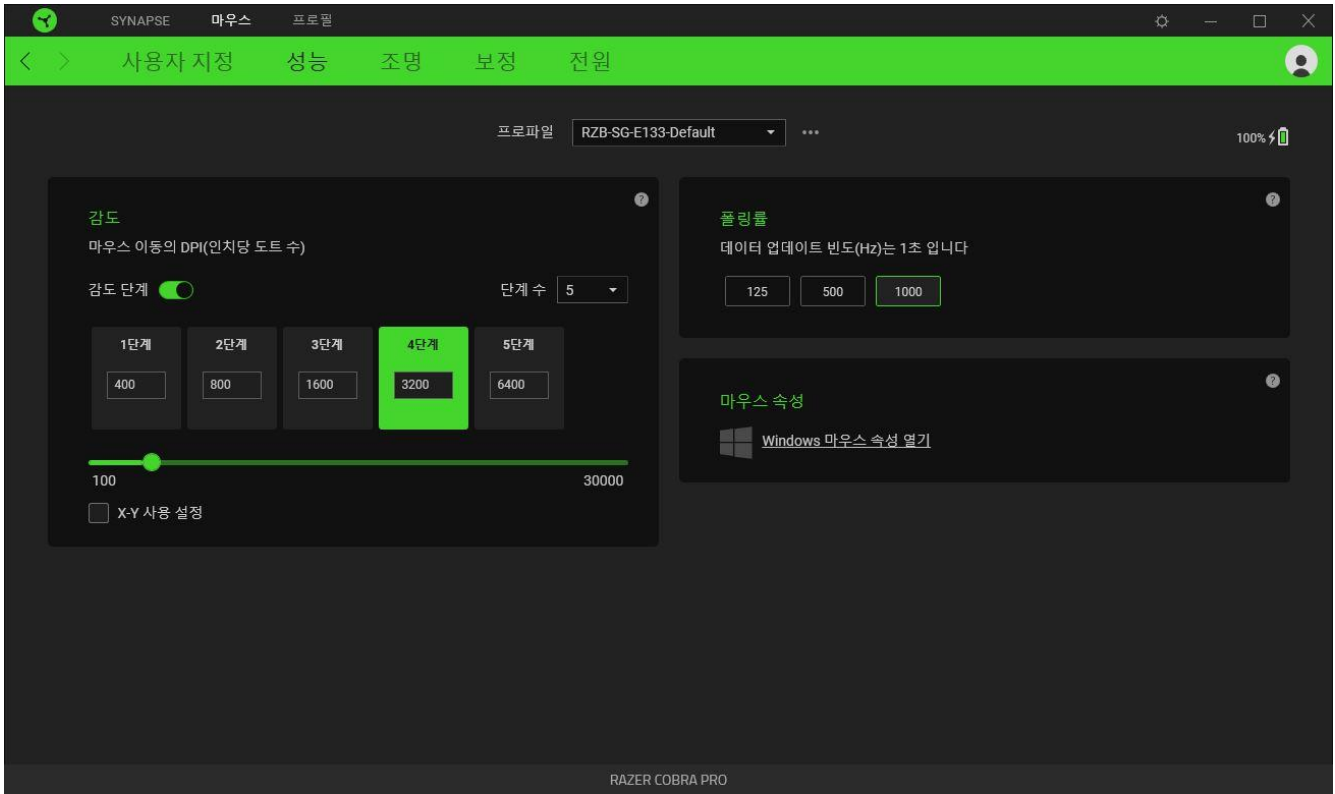 SYNAPSE 마우스 프로필
사용자 지정 성능 조명 보정 전원
프로파일 RZB-SG-E133-Default
100%
감도
마우스 이동의 DPI(인치당 도트 수)
감도 단계 단계 수 5
1단계 2단계 3단계 4단계 5단계
400 800 1600 3200 6400
100 30000
X-Y 사용 설정
폴링률
데이터 업데이트 빈도(Hz)는 1초 입니다
125 500 1000
마우스 속성
Windows 마우스 속성 열기
RAZER COBRA PRO